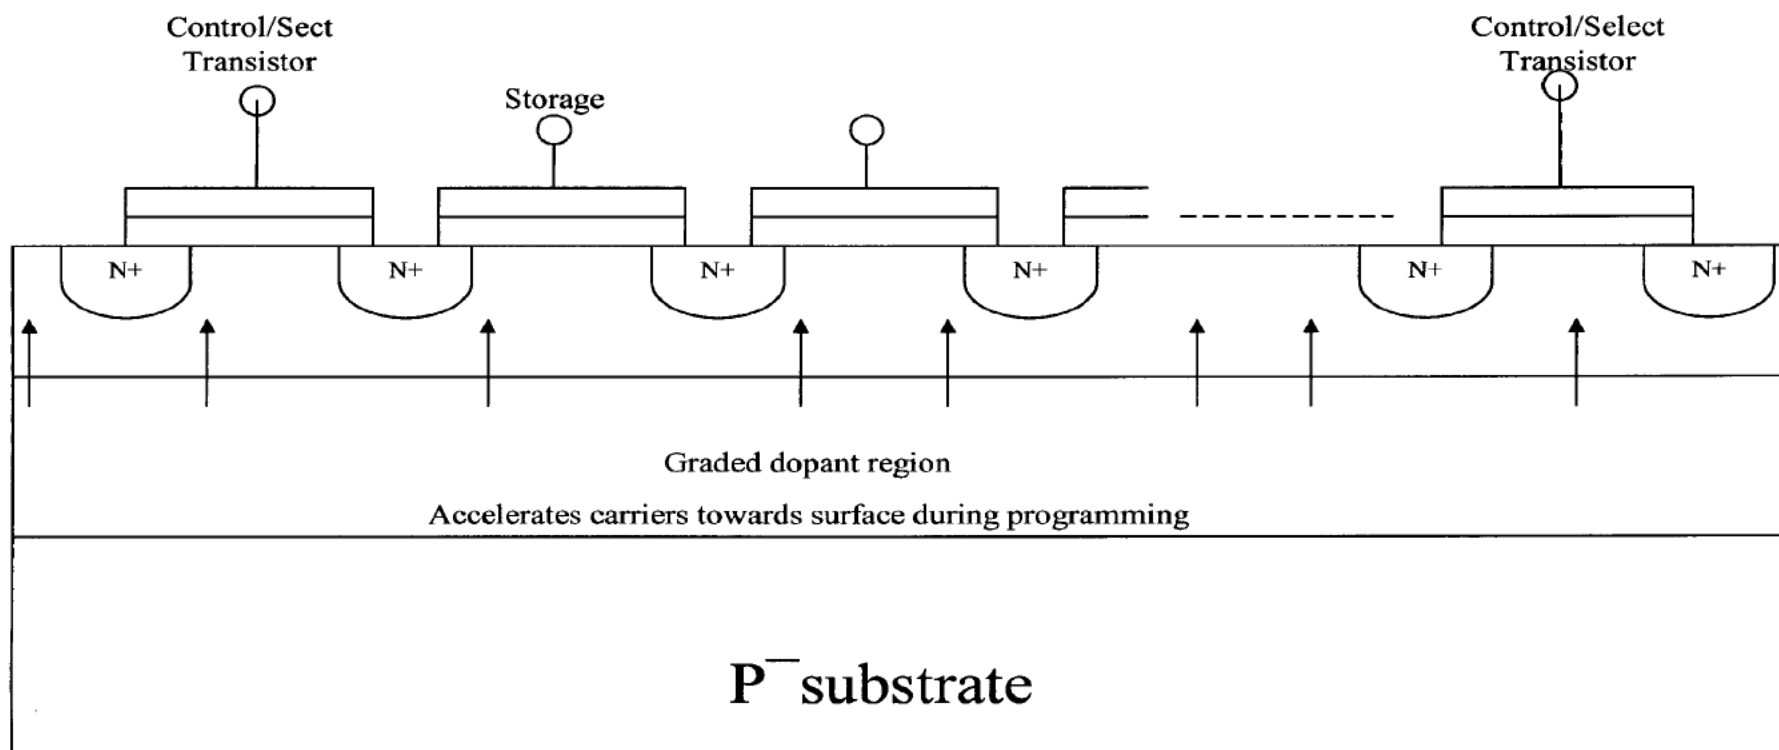 Control/Sect
Transistor
Storage
Control/Select
Transistor
N+
N+
N+
N+
N+
N+
Graded dopant region
Accelerates carriers towards surface during programming
P⁻ substrate